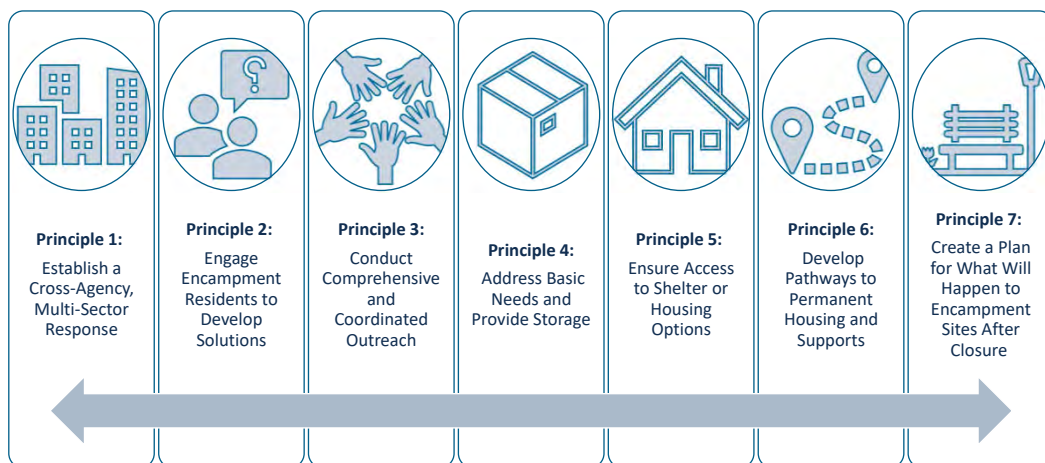 Principle 1:
Establish a
Cross-Agency,
Multi-Sector
Response
Principle 2:
Engage
Encampment
Residents to
Develop
Solutions
Principle 3:
Conduct
Comprehensive
and
Coordinated
Outreach
Principle 4:
Address Basic
Needs and
Provide Storage
Principle 5:
Ensure Access
to Shelter or
Housing
Options
Principle 6:
Develop
Pathways to
Permanent
Housing and
Supports
Principle 7:
Create a Plan
for What Will
Happen to
Encampment
Sites After
Closure